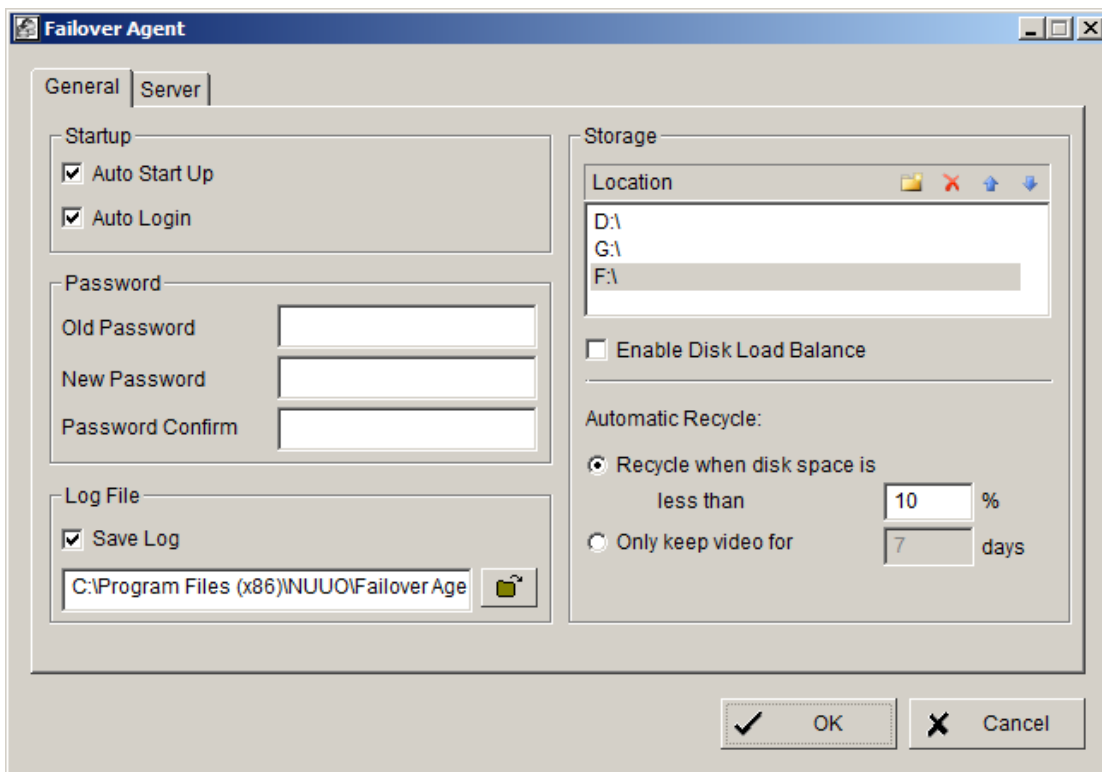 Failover Agent
General
Server
Startup
Auto Start Up
Auto Login
Password
Old Password
New Password
Password Confirm
Log File
Save Log
C:\Program Files (x86)\NUUO\Failover Age
Storage
Location
D:\
G:\
F:\
Enable Disk Load Balance
Automatic Recycle:
Recycle when disk space is
less than 10 %
Only keep video for 7 days
OK
Cancel